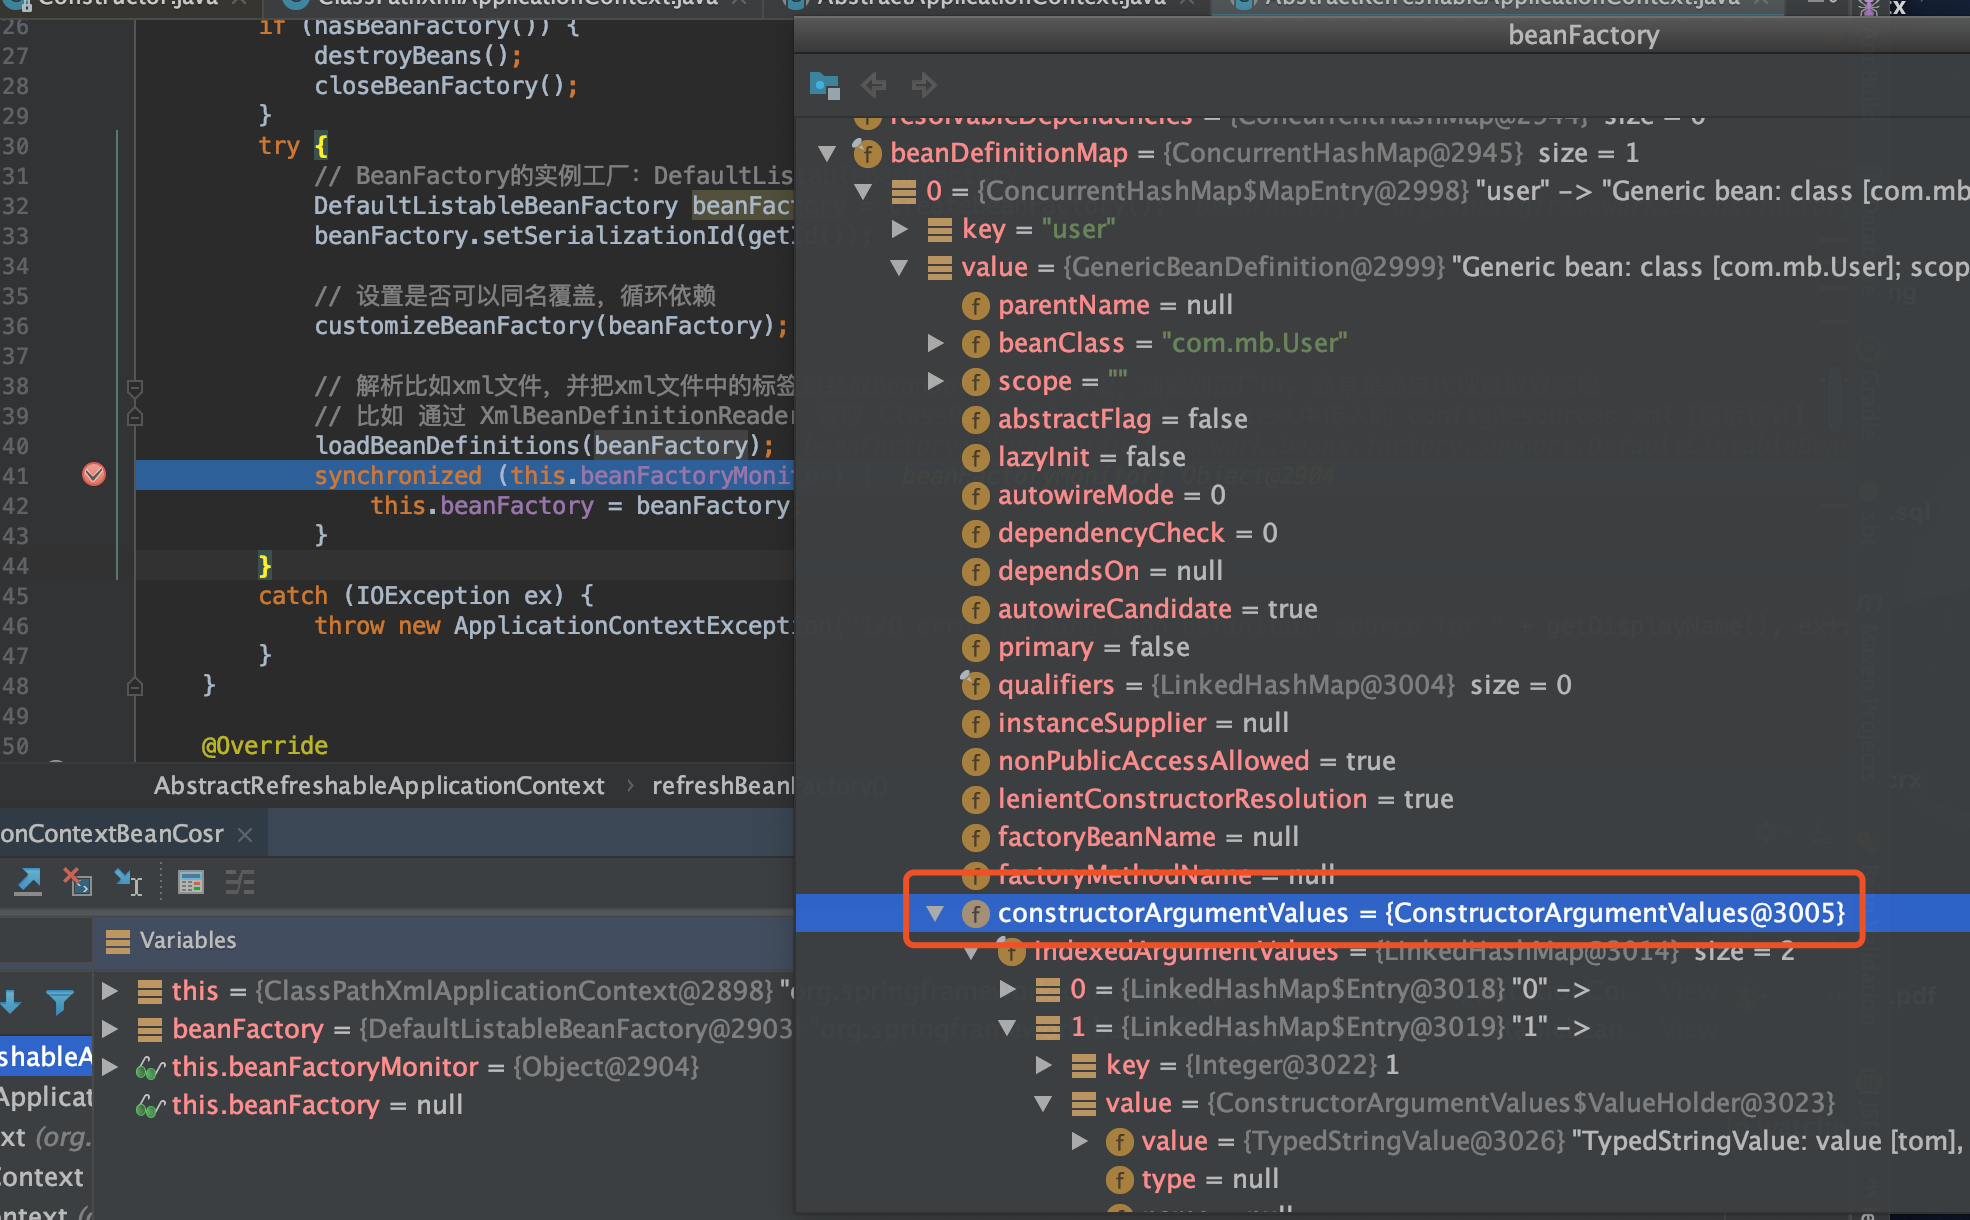 Constructor.java
ClassPathXmlApplicationContext.java
AbstractApplicationContext.java
AbstractRefreshableApplicationContext.java
26 if (hasBeanFactory()) {
27 destroyBeans();
28 closeBeanFactory();
29 }
30 try {
31 // BeanFactory的实例工厂：DefaultLis
32 DefaultListableBeanFactory beanFac
33 beanFactory.setSerializationId(get
34
35 // 设置是否可以同名覆盖，循环依赖
36 customizeBeanFactory(beanFactory);
37
38 // 解析比如xml文件，并把xml文件中的标签
39 // 比如 通过 XmlBeanDefinitionReader
40 loadBeanDefinitions(beanFactory);
41 synchronized (this.beanFactoryMoni
42 this.beanFactory = beanFactory
43 }
44 }
45 catch (IOException ex) {
46 throw new ApplicationContextExcepti
47 }
48 }
49
50 @Override
AbstractRefreshableApplicationContext › refreshBeanFactory()
onContextBeanCosr
Variables
this = {ClassPathXmlApplicationContext@2898}
beanFactory = {DefaultListableBeanFactory@2903
this.beanFactoryMonitor = {Object@2904}
this.beanFactory = null
shableA
Applicat
xt (org.
Context
ontext (
beanFactory
resolvableDependencies = {ConcurrentHashMap@2944} size = 0
beanDefinitionMap = {ConcurrentHashMap@2945} size = 1
0 = {ConcurrentHashMap$MapEntry@2998} "user" -> "Generic bean: class [com.mb
key = "user"
value = {GenericBeanDefinition@2999} "Generic bean: class [com.mb.User]; scop
parentName = null
beanClass = "com.mb.User"
scope = ""
abstractFlag = false
lazyInit = false
autowireMode = 0
dependencyCheck = 0
dependsOn = null
autowireCandidate = true
primary = false
qualifiers = {LinkedHashMap@3004} size = 0
instanceSupplier = null
nonPublicAccessAllowed = true
lenientConstructorResolution = true
factoryBeanName = null
factoryMethodName = null
constructorArgumentValues = {ConstructorArgumentValues@3005}
indexedArgumentValues = {LinkedHashMap@3014} size = 2
0 = {LinkedHashMap$Entry@3018} "0" ->
1 = {LinkedHashMap$Entry@3019} "1" ->
key = {Integer@3022} 1
value = {ConstructorArgumentValues$ValueHolder@3023}
value = {TypedStringValue@3026} "TypedStringValue: value [tom],
type = null